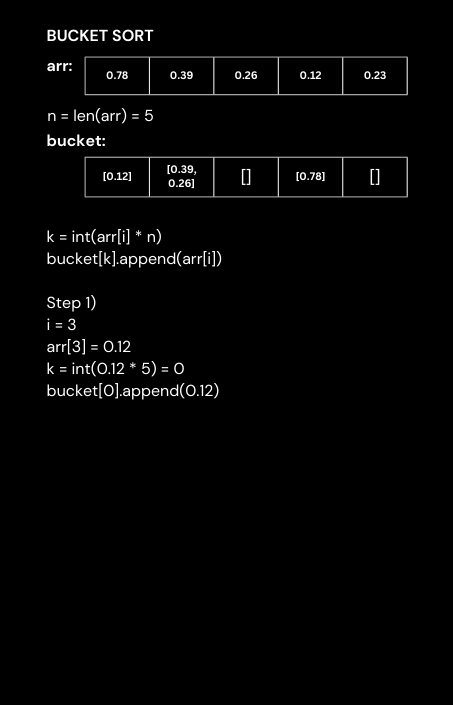 BUCKET SORT
arr: 0.78 0.39 0.26 0.12 0.23
n = len(arr) = 5
bucket:
[0.12] [0.39, 0.26] [] [0.78] []
k = int(arr[i] * n)
bucket[k].append(arr[i])
Step 1)
i = 3
arr[3] = 0.12
k = int(0.12 * 5) = 0
bucket[0].append(0.12)